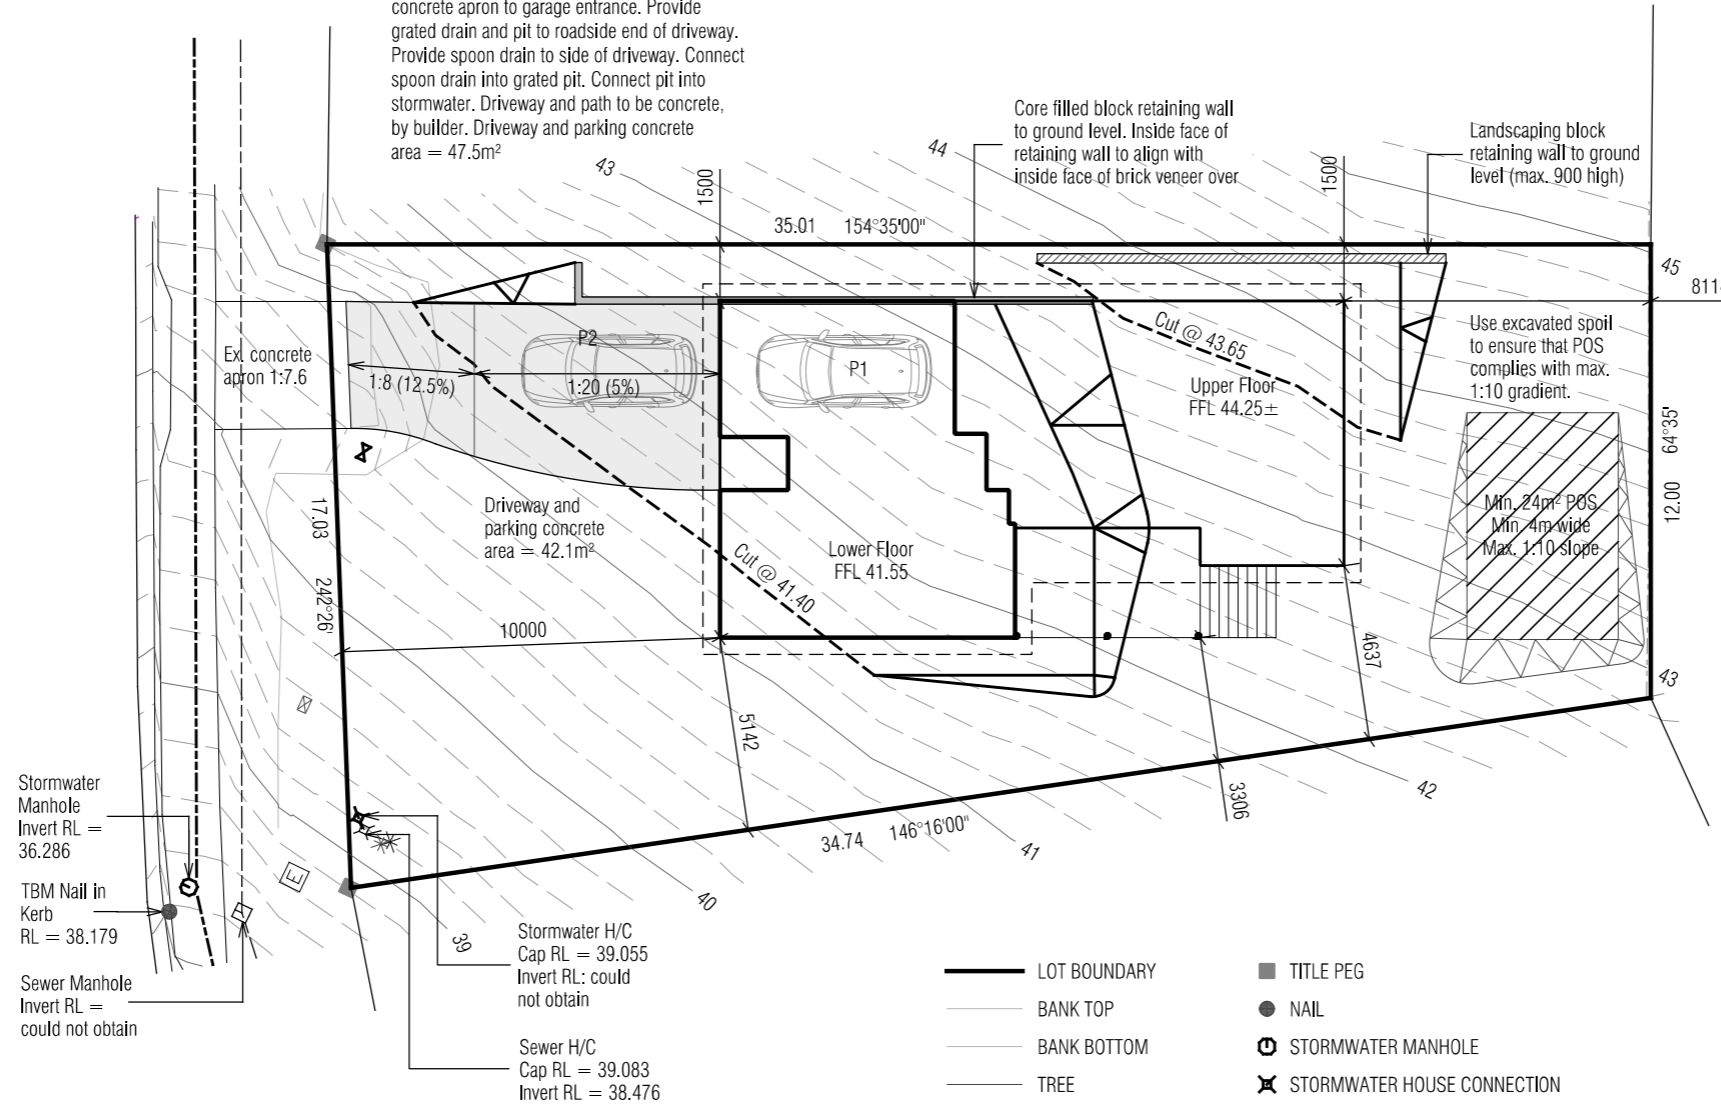 concrete apron to garage entrance. Provide
grated drain and pit to roadside end of driveway.
Provide spoon drain to side of driveway. Connect
spoon drain into grated pit. Connect pit into
stormwater. Driveway and path to be concrete,
by builder. Driveway and parking concrete
area = 47.5m²
Core filled block retaining wall
to ground level. Inside face of
retaining wall to align with
inside face of brick veneer over
Landscaping block
retaining wall to ground
level (max. 900 high)
43
44
1500
1500
35.01 154°35'00"
45
811
Ex. concrete
apron 1:7.6
P2
P1
1:8 (12.5%)
1:20 (5%)
Cut @ 43.65
Upper Floor
FFL 44.25±
Use excavated spoil
to ensure that POS
complies with max.
1:10 gradient.
64°35'
12.00
17.03
242°26'
Driveway and
parking concrete
area = 42.1m²
Cut @ 41.40
Lower Floor
FFL 41.55
Min. 24m² POS
Min. 4m wide
Max. 1:10 slope
10000
5142
4637
3306
43
42
41
40
39
34.74 146°16'00"
Stormwater
Manhole
Invert RL =
36.286
TBM Nail in
Kerb
RL = 38.179
Sewer Manhole
Invert RL =
could not obtain
E
Stormwater H/C
Cap RL = 39.055
Invert RL: could
not obtain
Sewer H/C
Cap RL = 39.083
Invert RL = 38.476
LOT BOUNDARY
BANK TOP
BANK BOTTOM
TREE
TITLE PEG
NAIL
STORMWATER MANHOLE
STORMWATER HOUSE CONNECTION